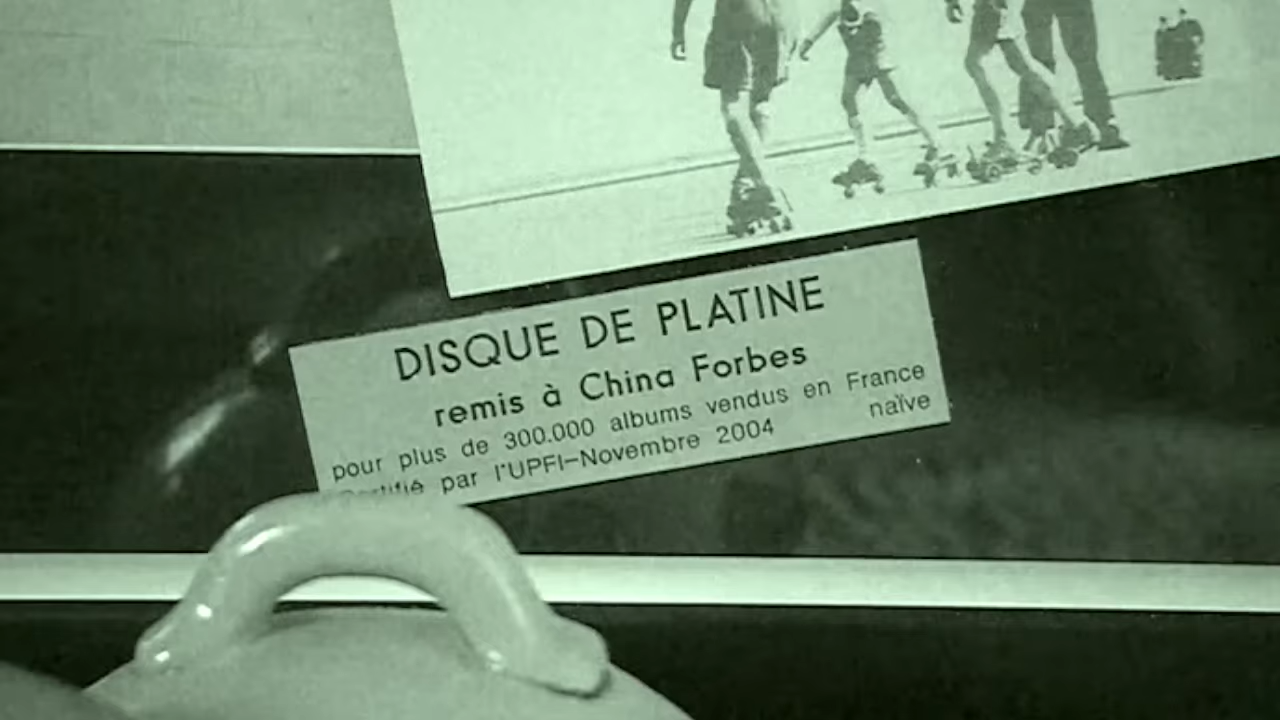 DISQUE DE PLATINE
remis à China Forbes
pour plus de 300.000 albums vendus en France
Certifié par l'UPFI-Novembre 2004 naïve